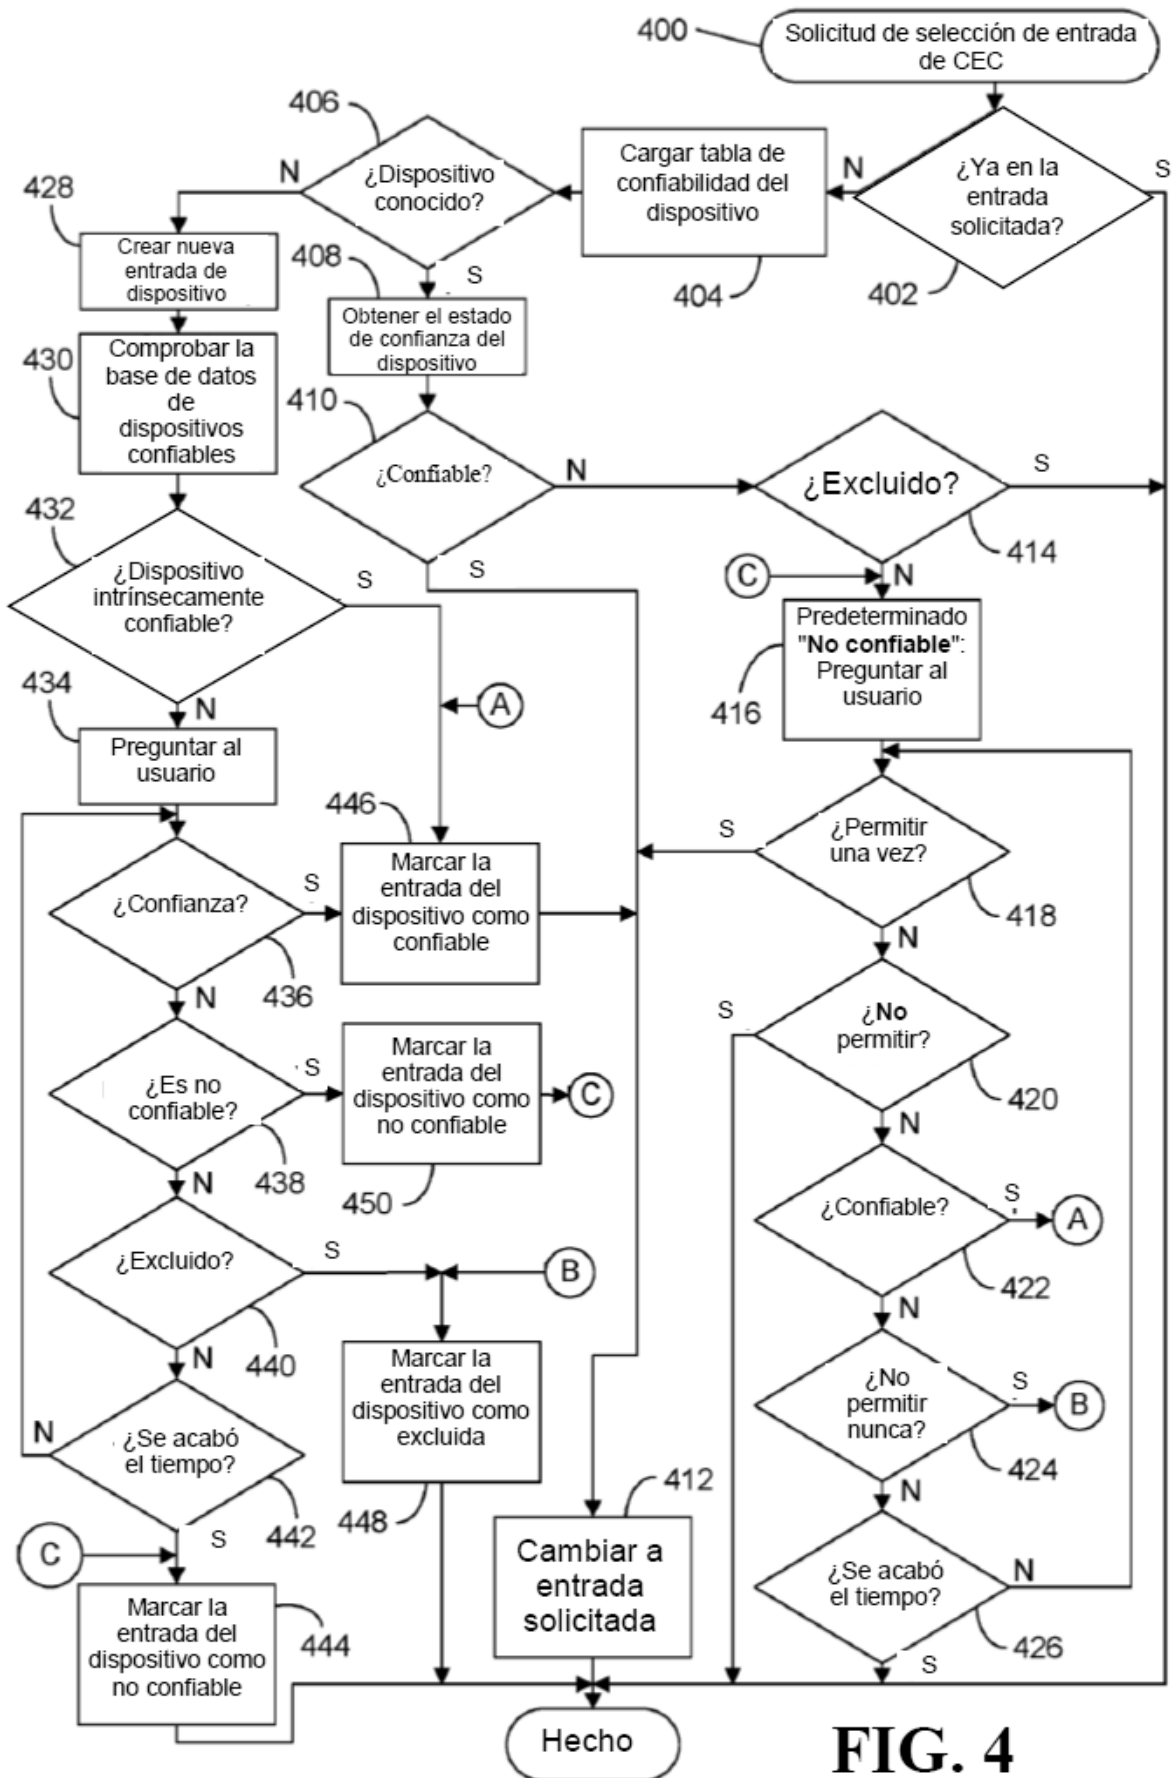 400
Solicitud de selección de entrada
de CEC
406
¿Dispositivo
conocido?
N
S
Cargar tabla de
confiabilidad del
dispositivo
404
N
¿Ya en la
entrada
solicitada?
S
402
428
Crear nueva
entrada de
dispositivo
408
Obtener el estado
de confianza del
dispositivo
430
Comprobar la
base de datos
de
dispositivos
confiables
410
¿Confiable?
N
S
¿Excluido?
S
414
N
C
432
¿Dispositivo
intrínsecamente
confiable?
S
N
A
Predeterminado
"No confiable":
Preguntar al
usuario
416
434
Preguntar al
usuario
446
Marcar la
entrada del
dispositivo como
confiable
¿Confianza?
S
436
N
S
¿Permitir
una vez?
418
N
¿Es no
confiable?
S
438
N
Marcar la
entrada del
dispositivo como
no confiable
450
C
S
¿No
permitir?
420
N
¿Excluido?
S
440
N
B
¿Confiable?
S
A
422
N
Marcar la
entrada del
dispositivo como
excluida
448
¿No
permitir
nunca?
S
B
424
N
N
¿Se acabó
el tiempo?
442
S
C
412
Cambiar a
entrada
solicitada
¿Se acabó
el tiempo?
N
426
S
Marcar la
entrada del
dispositivo como
no confiable
444
Hecho
FIG. 4